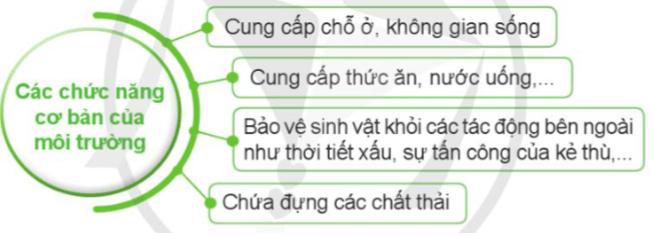 Các chức năng
cơ bản của
môi trường
Cung cấp chỗ ở, không gian sống
Cung cấp thức ăn, nước uống,...
Bảo vệ sinh vật khỏi các tác động bên ngoài
như thời tiết xấu, sự tấn công của kẻ thù,...
Chứa đựng các chất thải